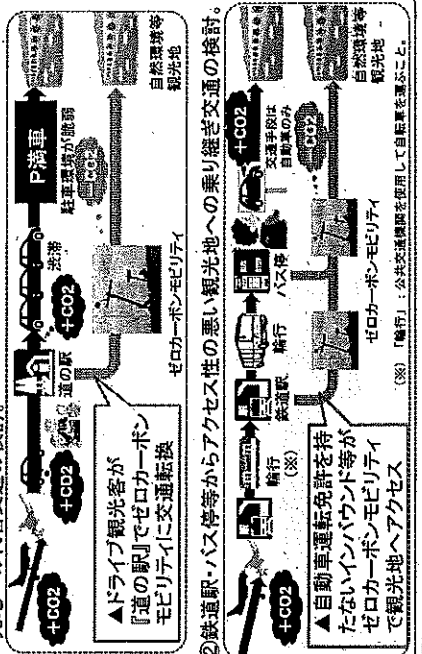 +CO2
+CO2
道の駅
+CO2
渋滞
P満車
駐車環境が脆弱
+CO2
自然環境等
観光地
ゼロカーボンモビリティ
▲ドライブ観光客が
『道の駅』でゼロカーボン
モビリティに交通転換
②鉄道駅・バス停等からアクセス性の悪い観光地への乗り継ぎ交通の検討。
+CO2
輪行
(※)
鉄道駅
輪行
バス停
+CO2
交通手段は
自動車のみ
+CO2
自然環境等
観光地
ゼロカーボンモビリティ
▲自動車運転免許を持
たないインバウンド等が
ゼロカーボンモビリティ
で観光地へアクセス
(※)「輪行」:公共交通機関を使用して自転車を運ぶこと。